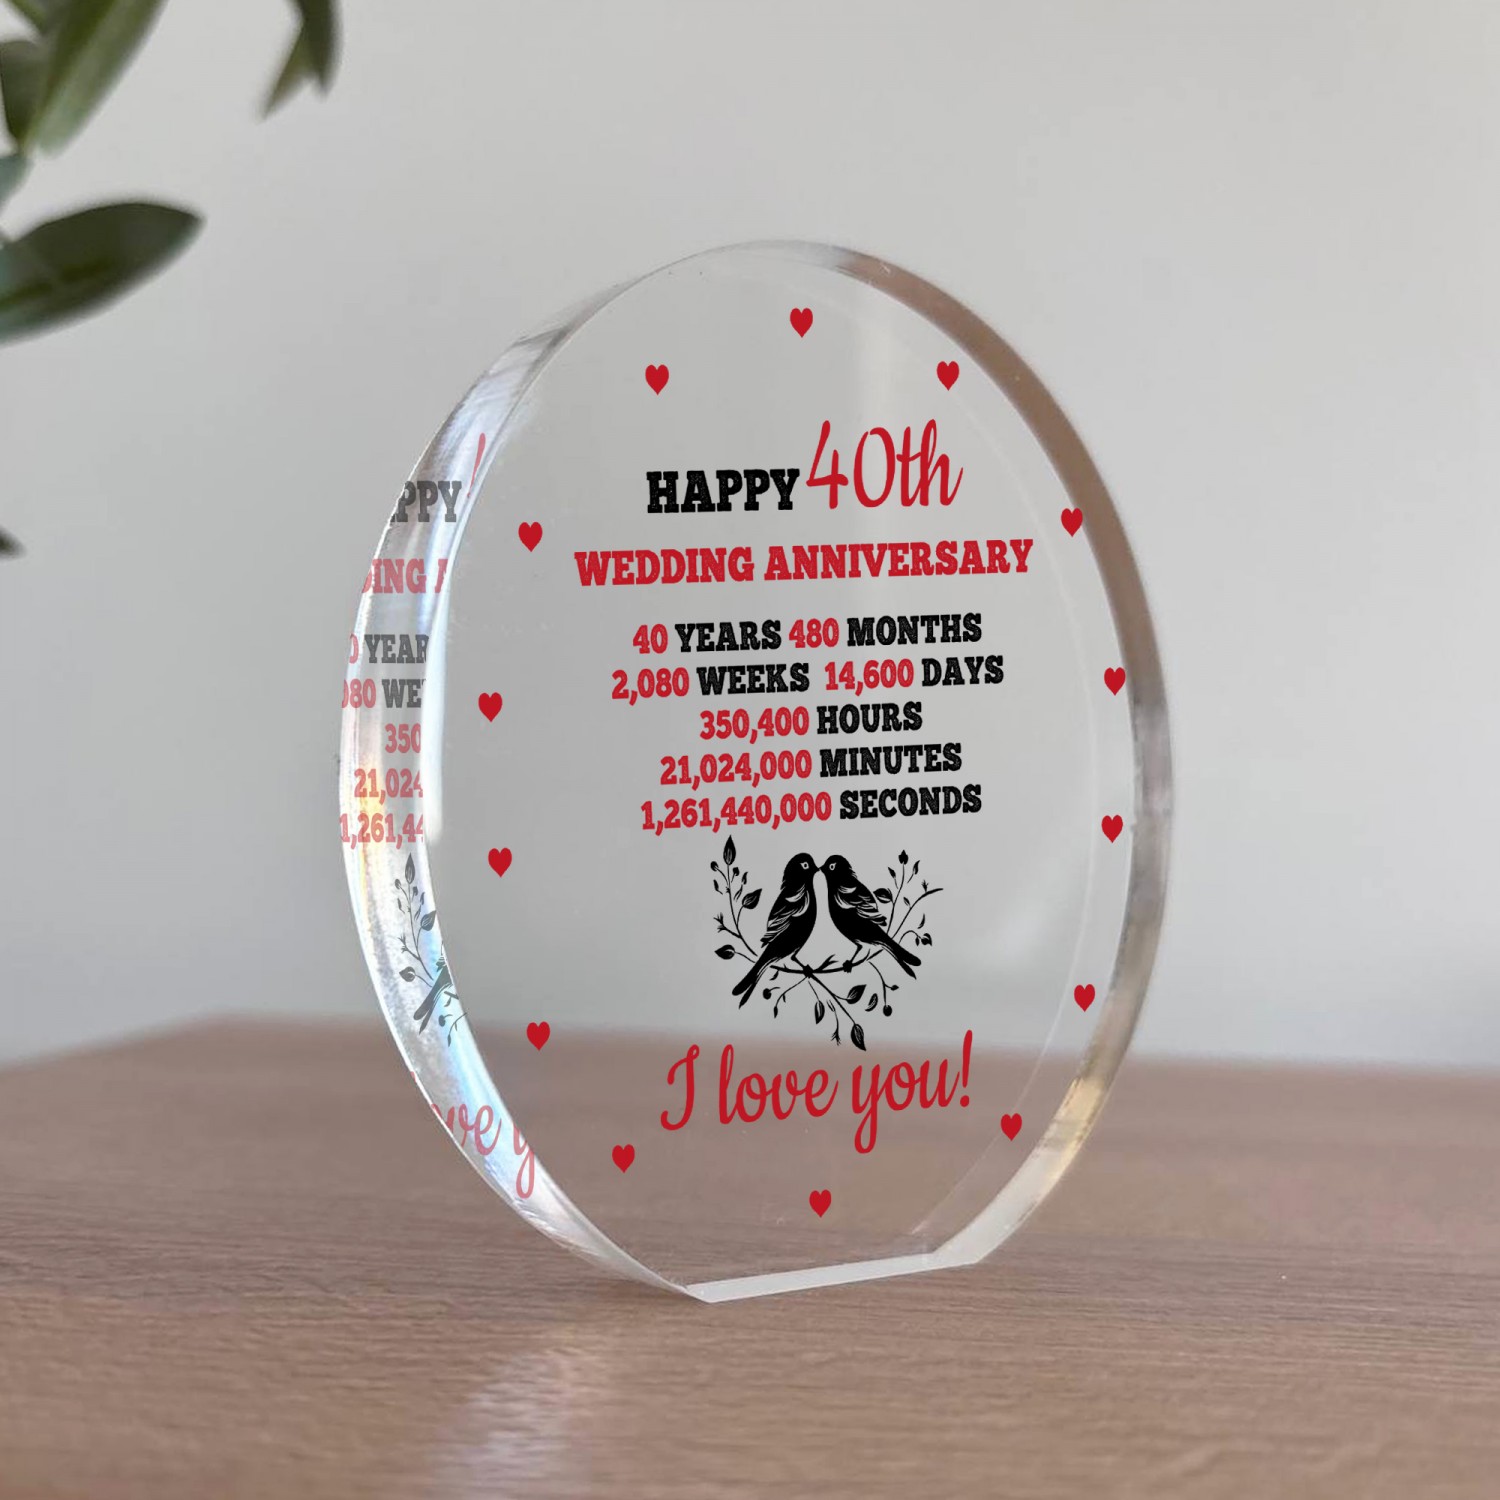 HAPPY 40th
WEDDING ANNIVERSARY
40 YEARS 480 MONTHS
2,080 WEEKS 14,600 DAYS
350,400 HOURS
21,024,000 MINUTES
1,261,440,000 SECONDS
I love you!